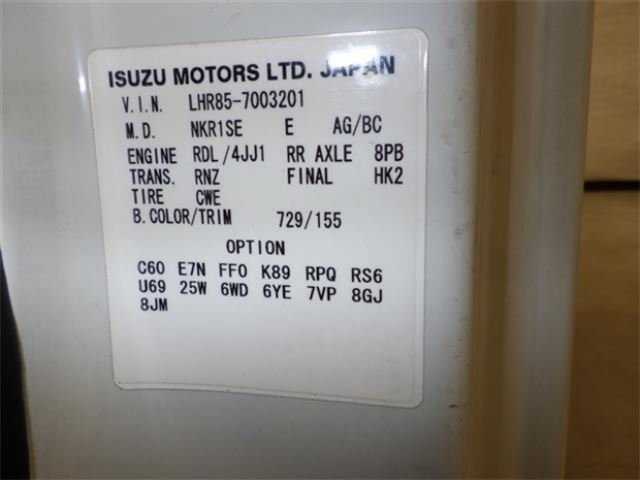 ISUZU MOTORS LTD. JAPAN
V.I.N. LHR85-7003201
M.D. NKR1SE E AG/BC
ENGINE RDL/4JJ1 RR AXLE 8PB
TRANS. RNZ FINAL HK2
TIRE CWE
B.COLOR/TRIM 729/155
OPTION
C60 E7N FF0 K89 RPQ RS6
U69 25W 6WD 6YE 7VP 8GJ
8JM